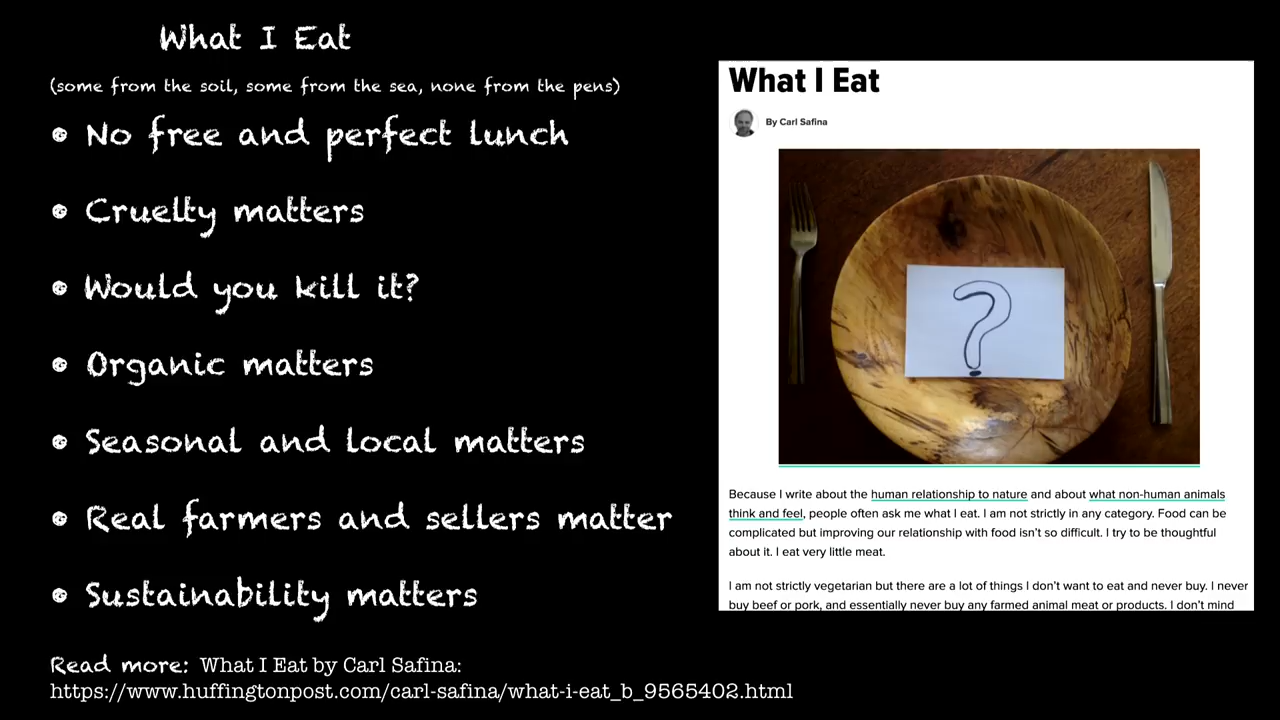 What I Eat
(some from the soil, some from the sea, none from the pens)
• No free and perfect lunch
• Cruelty matters
• Would you kill it?
• Organic matters
• Seasonal and local matters
• Real farmers and sellers matter
• Sustainability matters
Read more: What I Eat by Carl Safina:
https://www.huffingtonpost.com/carl-safina/what-i-eat_b_9565402.html
What I Eat
By Carl Safina
?
Because I write about the human relationship to nature and about what non-human animals
think and feel, people often ask me what I eat. I am not strictly in any category. Food can be
complicated but improving our relationship with food isn’t so difficult. I try to be thoughtful
about it. I eat very little meat.
I am not strictly vegetarian but there are a lot of things I don’t want to eat and never buy. I never
buy beef or pork, and essentially never buy any farmed animal meat or products. I don’t mind